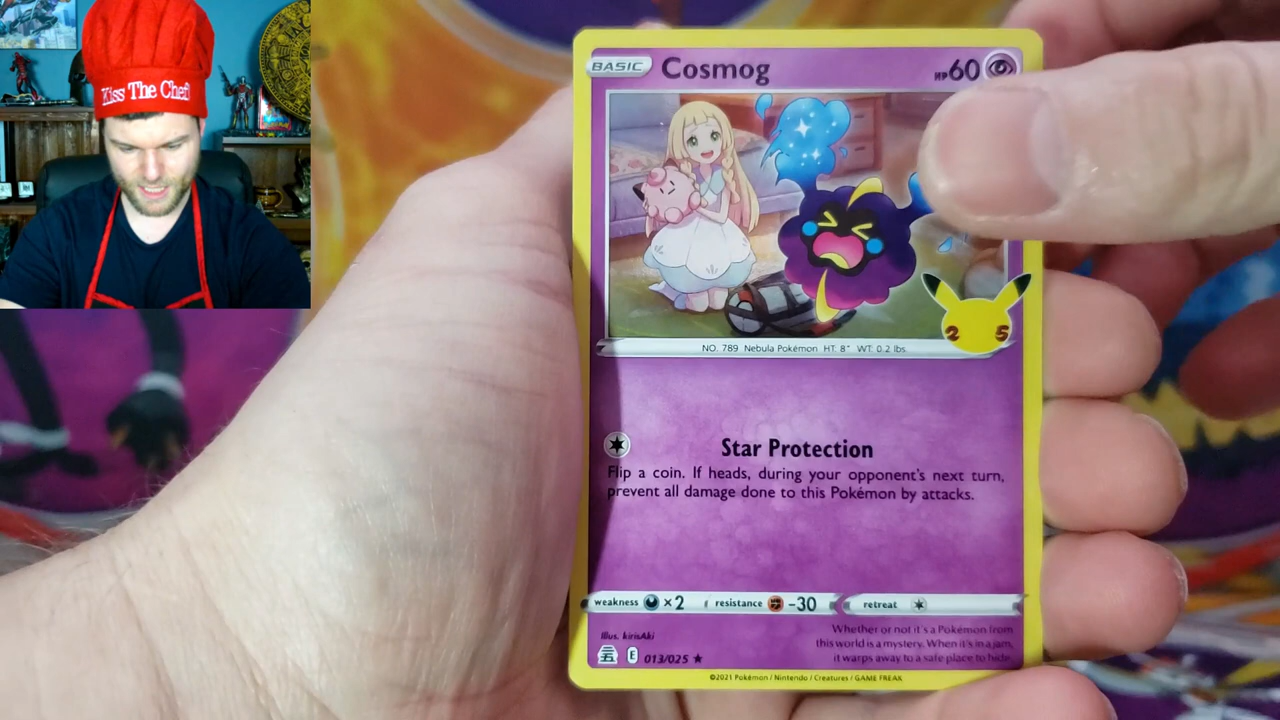 Kiss The Chef!
BASIC Cosmog HP60
25
NO. 789 Nebula Pokémon HT: 8" WT: 0.2 lbs.
Star Protection
Flip a coin. If heads, during your opponent's next turn,
prevent all damage done to this Pokémon by attacks.
weakness ×2 resistance -30 retreat
Illus. kirisAki
Whether or not it's a Pokémon from
this world is a mystery. When it's in a jam,
it warps away to a safe place to hide.
E 013/025 ★
©2021 Pokémon / Nintendo / Creatures / GAME FREAK